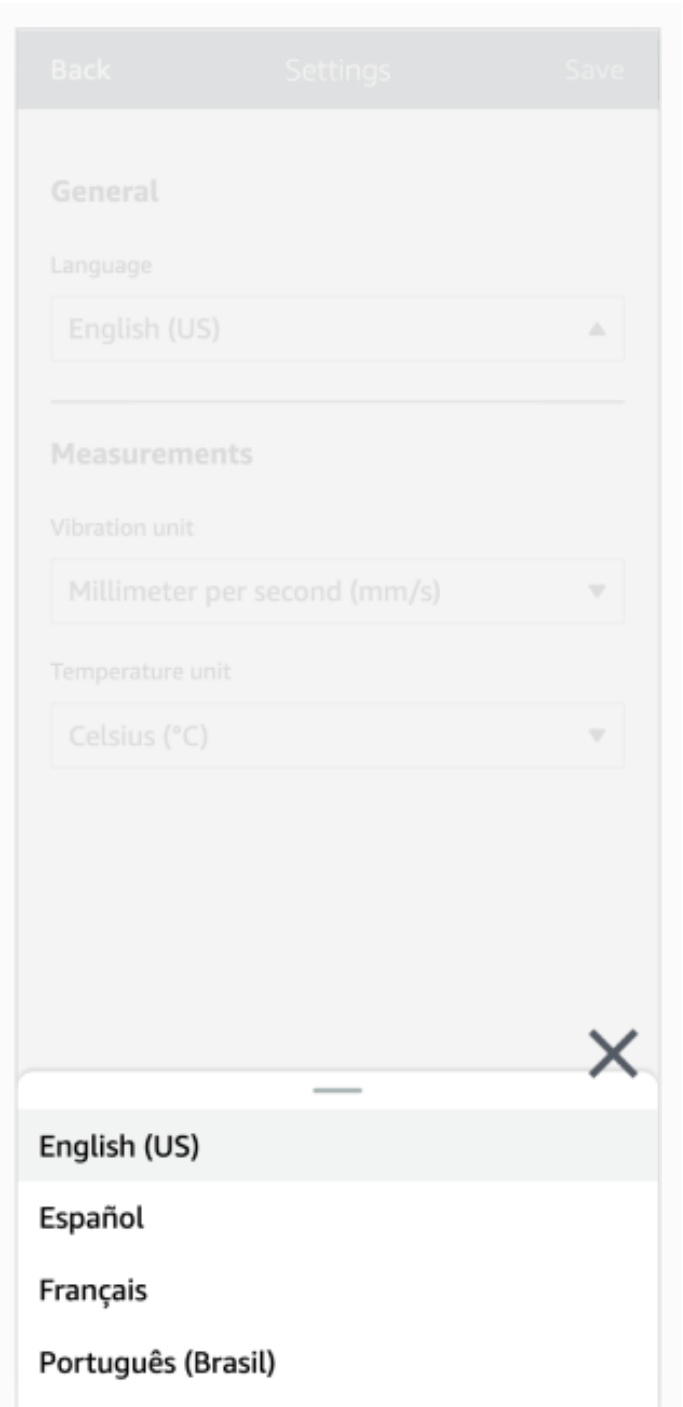 Back Settings Save
General
Language
English (US)
Measurements
Vibration unit
Millimeter per second (mm/s)
Temperature unit
Celsius (°C)
English (US)
Español
Français
Português (Brasil)